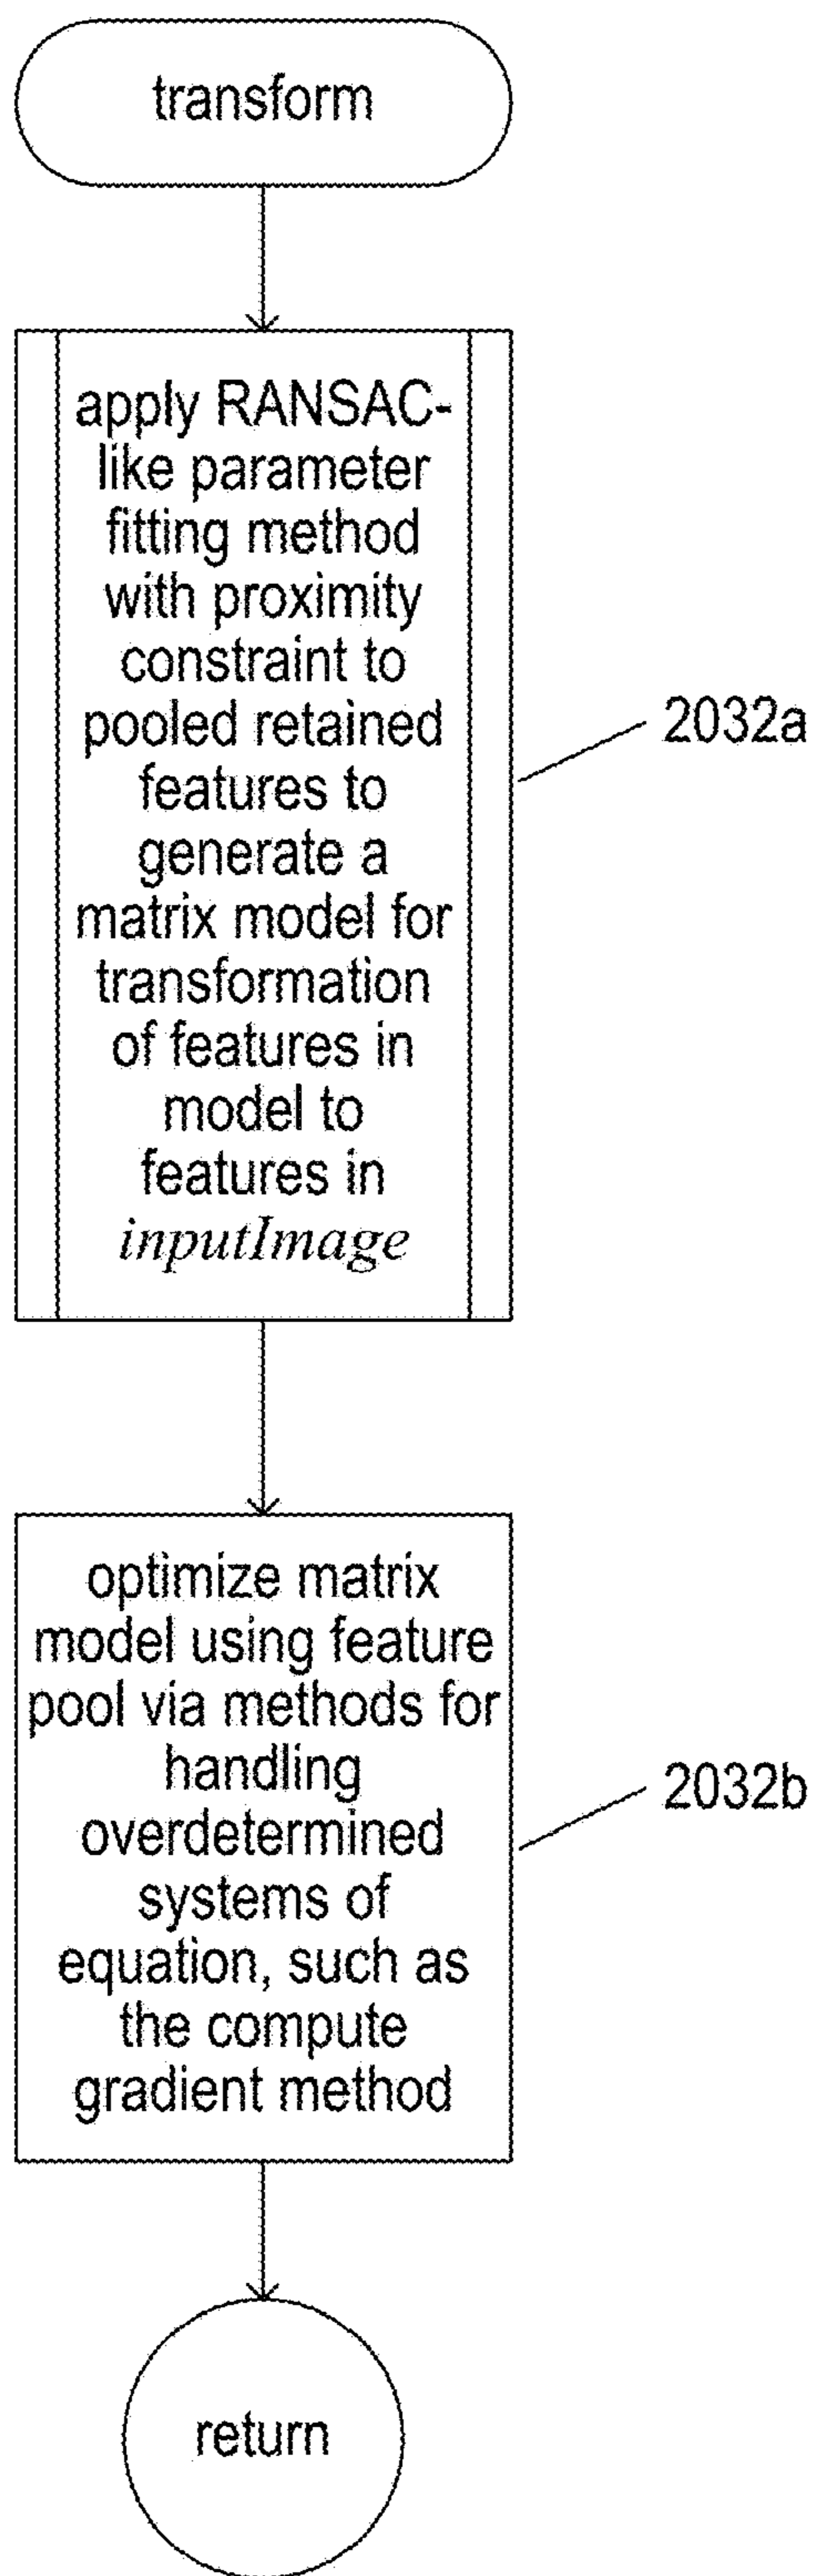 transform
apply RANSAC-
like parameter
fitting method
with proximity
constraint to
pooled retained
features to
generate a
matrix model for
transformation
of features in
model to
features in
inputImage
2032a
optimize matrix
model using feature
pool via methods for
handling
overdetermined
systems of
equation, such as
the compute
gradient method
2032b
return